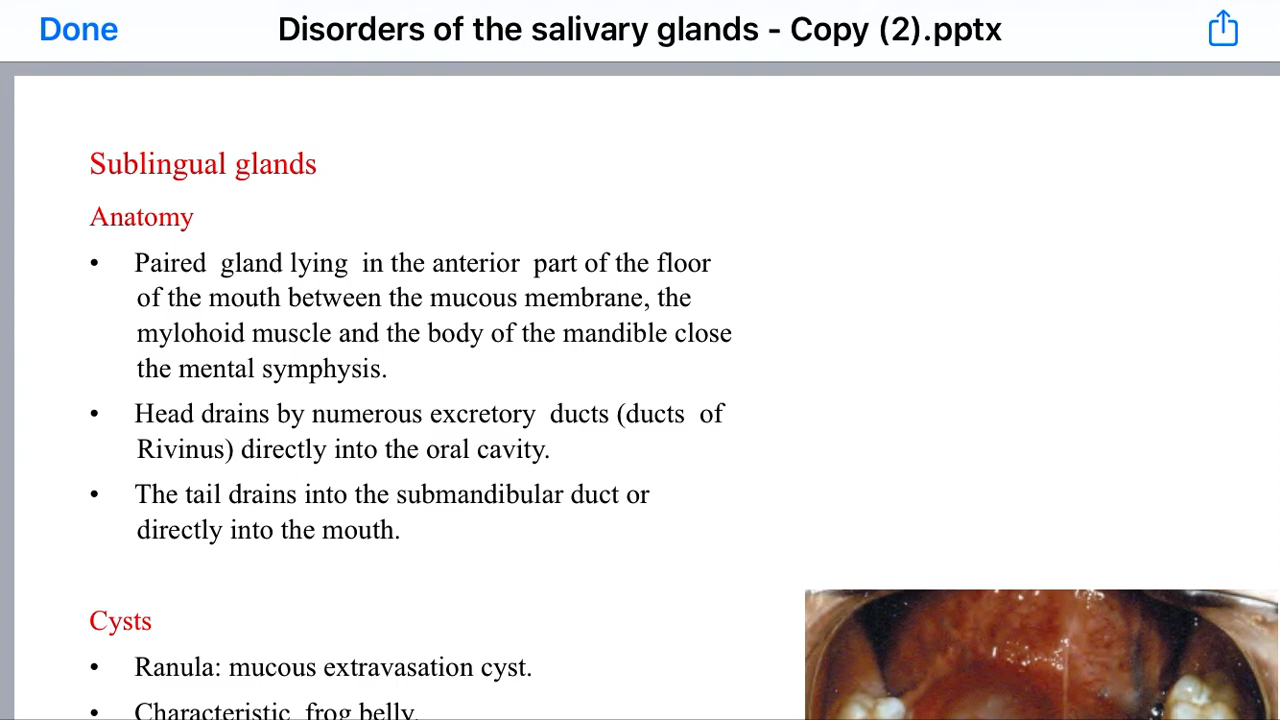 Done
Disorders of the salivary glands - Copy (2).pptx
Sublingual glands
Anatomy
• Paired gland lying in the anterior part of the floor
of the mouth between the mucous membrane, the
mylohoid muscle and the body of the mandible close
the mental symphysis.
• Head drains by numerous excretory ducts (ducts of
Rivinus) directly into the oral cavity.
• The tail drains into the submandibular duct or
directly into the mouth.
Cysts
• Ranula: mucous extravasation cyst.
• Characteristic frog belly.